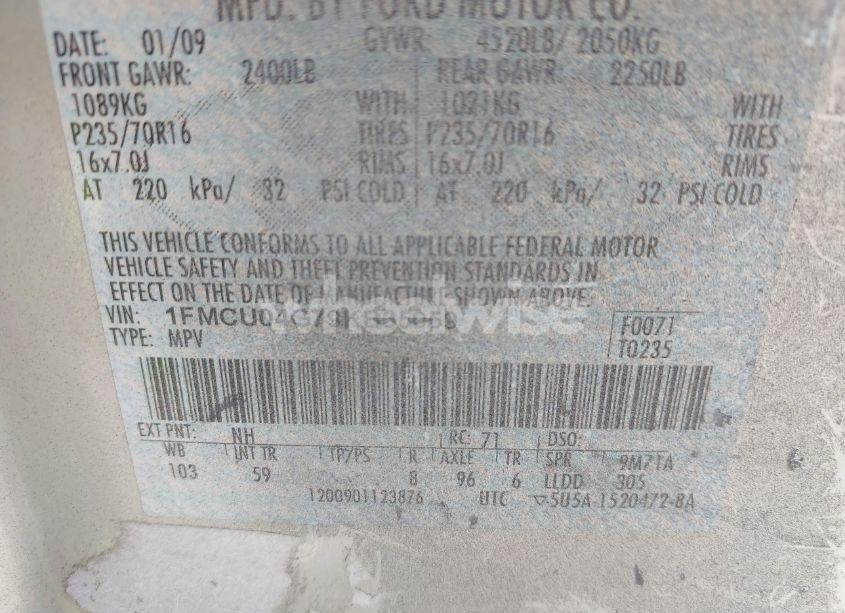 MFD. BY FORD MOTOR CO.
DATE: 01/09 GVWR 4520LB/ 2050KG
FRONT GAWR: 2400LB REAR GAWR: 2250LB
1089KG WITH 1021KG WITH
P235/70R16 TIRES P235/70R16 TIRES
16x7.0J RIMS 16x7.0J RIMS
AT 220 kPa/ 32 PSI COLD AT 220 kPa/ 32 PSI COLD
THIS VEHICLE CONFORMS TO ALL APPLICABLE FEDERAL MOTOR
VEHICLE SAFETY AND THEFT PREVENTION STANDARDS IN
EFFECT ON THE DATE OF MANUFACTURE SHOWN ABOVE.
VIN:
TYPE: MPV
F0071
T0235
EXT PNT: NH RC: 71 DSO:
WB INT TR TP/PS R AXLE TR SPR 9M7TA
103 59 8 96 6 LLDD 305
1200901123876 UTC ▽5U5A-1520472-BA